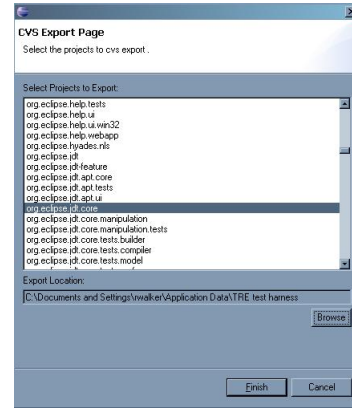 CVS Export Page
Select the projects to cvs export .
Select Projects to Export:
org.eclipse.help.tests
org.eclipse.help.ui
org.eclipse.help.ui.win32
org.eclipse.help.webapp
org.eclipse.hyades.nls
org.eclipse.jdt
org.eclipse.jdt-feature
org.eclipse.jdt.apt.core
org.eclipse.jdt.apt.tests
org.eclipse.jdt.apt.ui
org.eclipse.jdt.core
org.eclipse.jdt.core.manipulation
org.eclipse.jdt.core.manipulation.tests
org.eclipse.jdt.core.tests.builder
org.eclipse.jdt.core.tests.compiler
org.eclipse.jdt.core.tests.model
Export Location:
C:\Documents and Settings\rwalker\Application Data\TRE test harness
Browse
Finish
Cancel